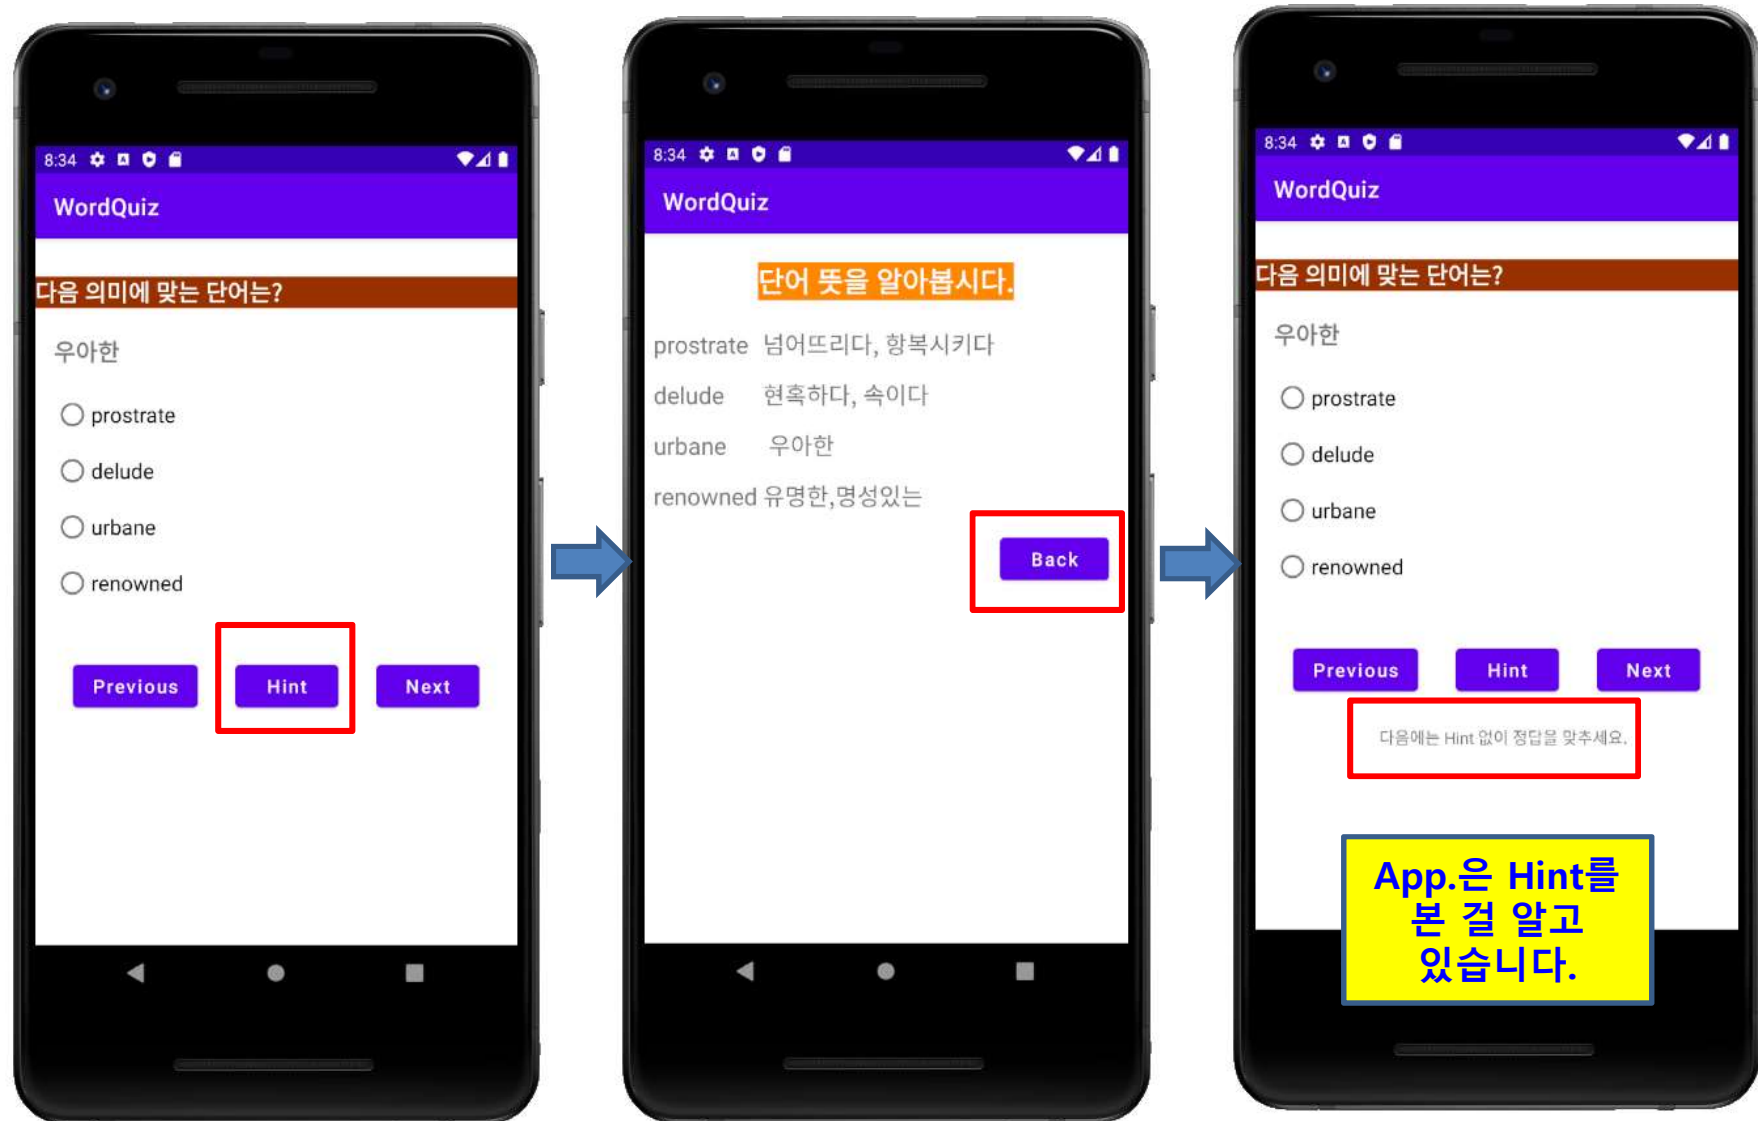 8:34
WordQuiz
다음 의미에 맞는 단어는?
우아한
prostrate
delude
urbane
renowned
Previous Hint Next
8:34
WordQuiz
단어 뜻을 알아봅시다.
prostrate 넘어뜨리다, 항복시키다
delude 현혹하다, 속이다
urbane 우아한
renowned 유명한,명성있는
Back
8:34
WordQuiz
다음 의미에 맞는 단어는?
우아한
prostrate
delude
urbane
renowned
Previous Hint Next
다음에는 Hint 없이 정답을 맞추세요.
App.은 Hint를
본 걸 알고
있습니다.